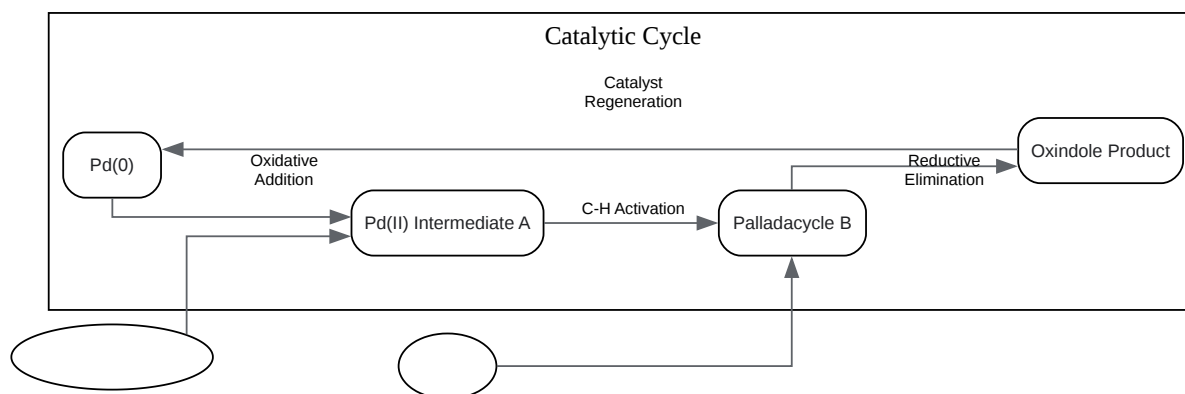 Catalytic Cycle
Catalyst
Regeneration
Pd(0)
Oxidative
Addition
Oxindole Product
Reductive
Elimination
Pd(II) Intermediate A
C-H Activation
Palladacycle B